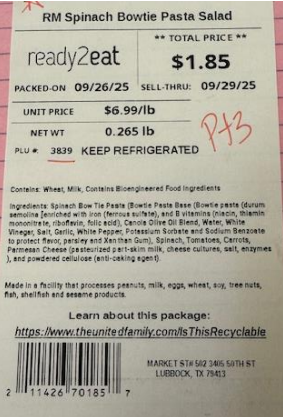 RM Spinach Bowtie Pasta Salad
ready2eat
** TOTAL PRICE **
$1.85
PACKED-ON 09/26/25 SELL-THRU: 09/29/25
UNIT PRICE $6.99/lb
NET WT 0.265 lb
PLU #: 3839 KEEP REFRIGERATED
Pt3
Contains: Wheat, Milk, Contains Bioengineered Food Ingredients
Ingredients: Spinach Bow Tie Pasta (Bowtie Pasta Base (Bowtie pasta (durum
semolina [enriched with iron (ferrous sulfate), and B vitamins (niacin, thiamin
mononitrate, riboflavin, folic acid), Canola Olive Oil Blend, Water, White
Vinegar, Salt, Garlic, White Pepper, Potassium Sorbate and Sodium Benzoate
to protect flavor, parsley and Xanthan Gum), Spinach, Tomatoes, Carrots,
Parmesan Cheese (pasteurized part-skim milk, cheese cultures, salt, enzymes
), and powdered cellulose (anti-caking agent).
Made in a facility that processes peanuts, milk, eggs, wheat, soy, tree nuts,
fish, shellfish and sesame products.
Learn about this package:
https://www.theunitedfamily.com/IsThisRecyclable
MARKET ST# 502 3405 50TH ST
LUBBOCK, TX 79413
2 11426 70185 7